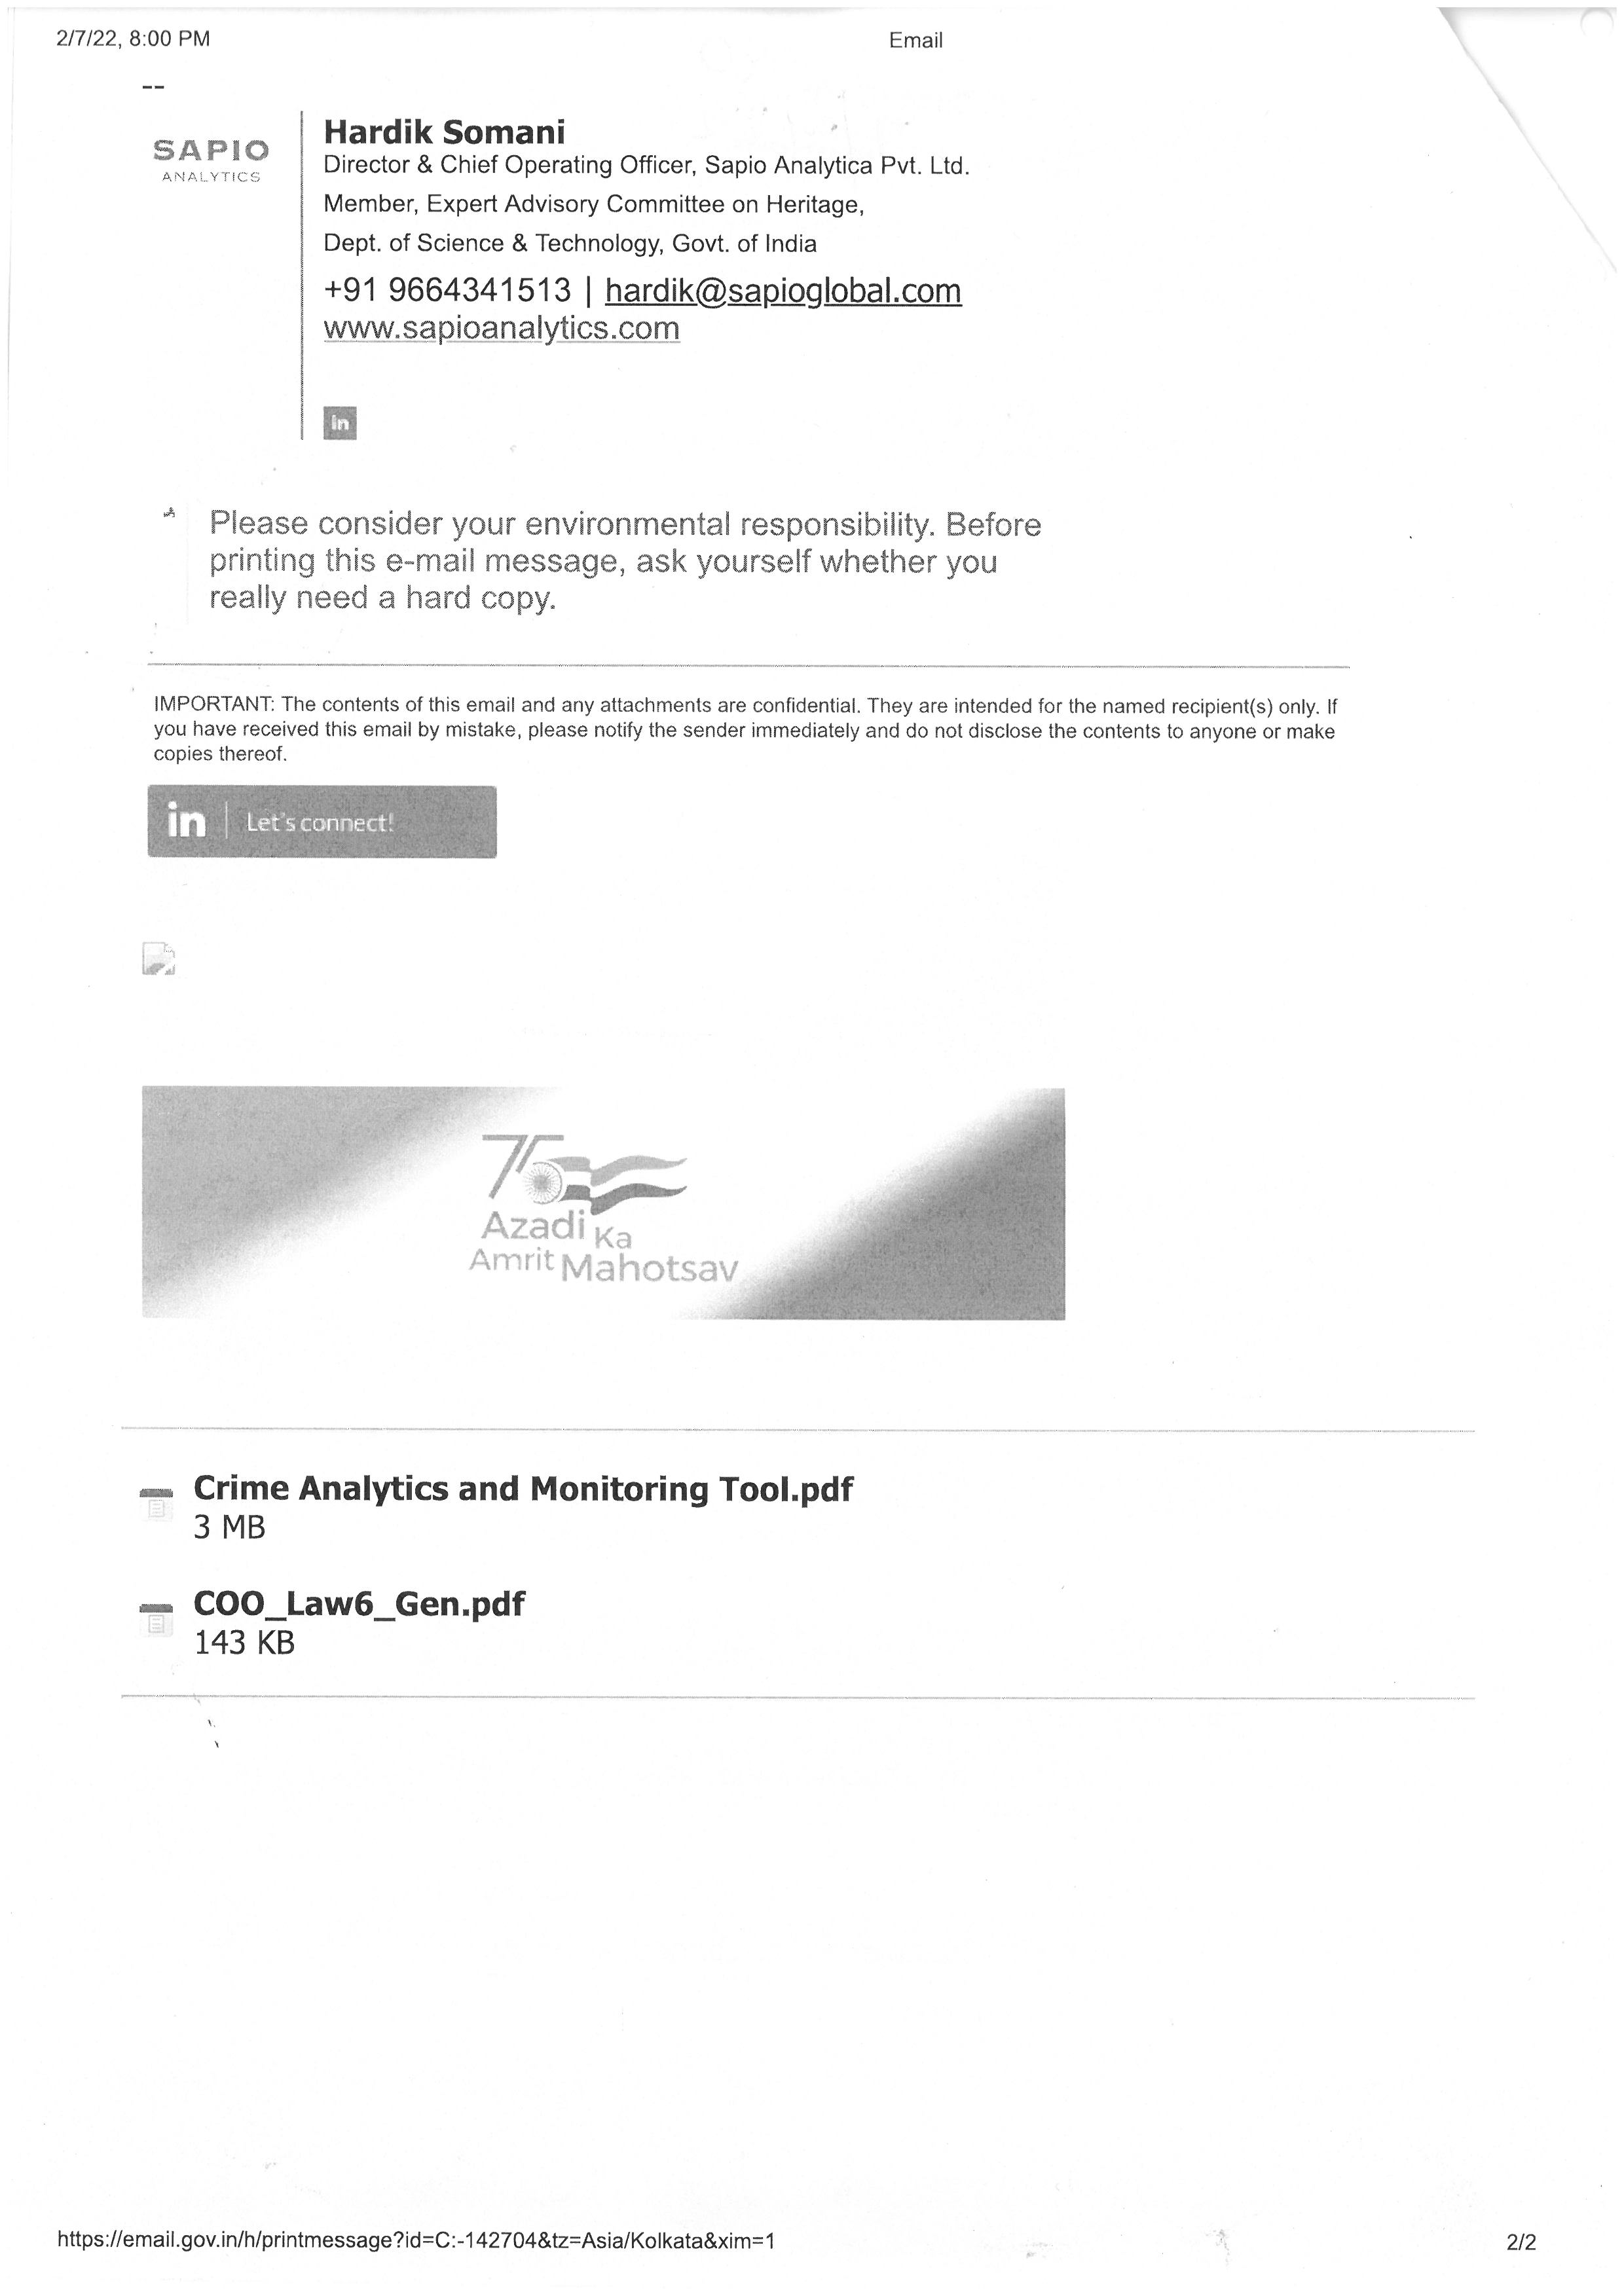 2/7/22, 8:00 PM
Email
--
SAPIO
ANALYTICS
Hardik Somani
Director & Chief Operating Officer, Sapio Analytica Pvt. Ltd.
Member, Expert Advisory Committee on Heritage,
Dept. of Science & Technology, Govt. of India
+91 9664341513 | hardik@sapioglobal.com
www.sapioanalytics.com
in
Please consider your environmental responsibility. Before
printing this e-mail message, ask yourself whether you
really need a hard copy.
IMPORTANT: The contents of this email and any attachments are confidential. They are intended for the named recipient(s) only. If
you have received this email by mistake, please notify the sender immediately and do not disclose the contents to anyone or make
copies thereof.
in | Let's connect!
75
Azadi Ka
Amrit Mahotsav
Crime Analytics and Monitoring Tool.pdf
3 MB
COO_Law6_Gen.pdf
143 KB
https://email.gov.in/h/printmessage?id=C:-142704&tz=Asia/Kolkata&xim=1
2/2